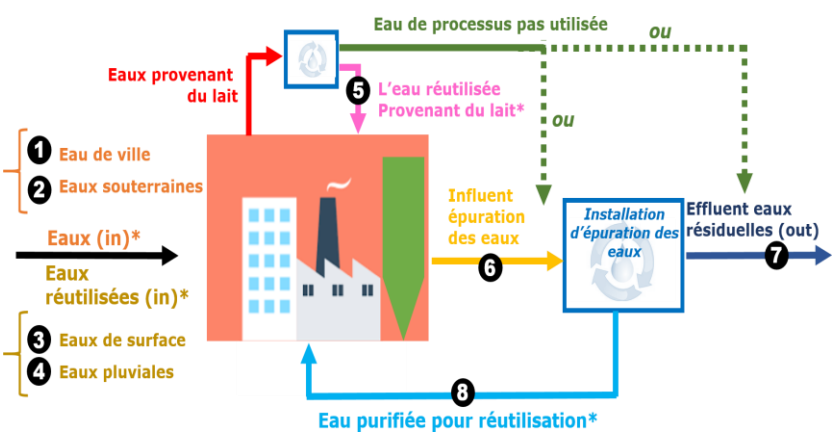 Eau de processus pas utilisée
ou
Eaux provenant
du lait
5
L'eau réutilisée
Provenant du lait*
ou
1 Eau de ville
2 Eaux souterraines
Eaux (in)*
Eaux
réutilisées (in)*
3 Eaux de surface
4 Eaux pluviales
Influent
épuration
des eaux
6
Installation
d'épuration des
eaux
Effluent eaux
résiduelles (out)
7
8
Eau purifiée pour réutilisation*